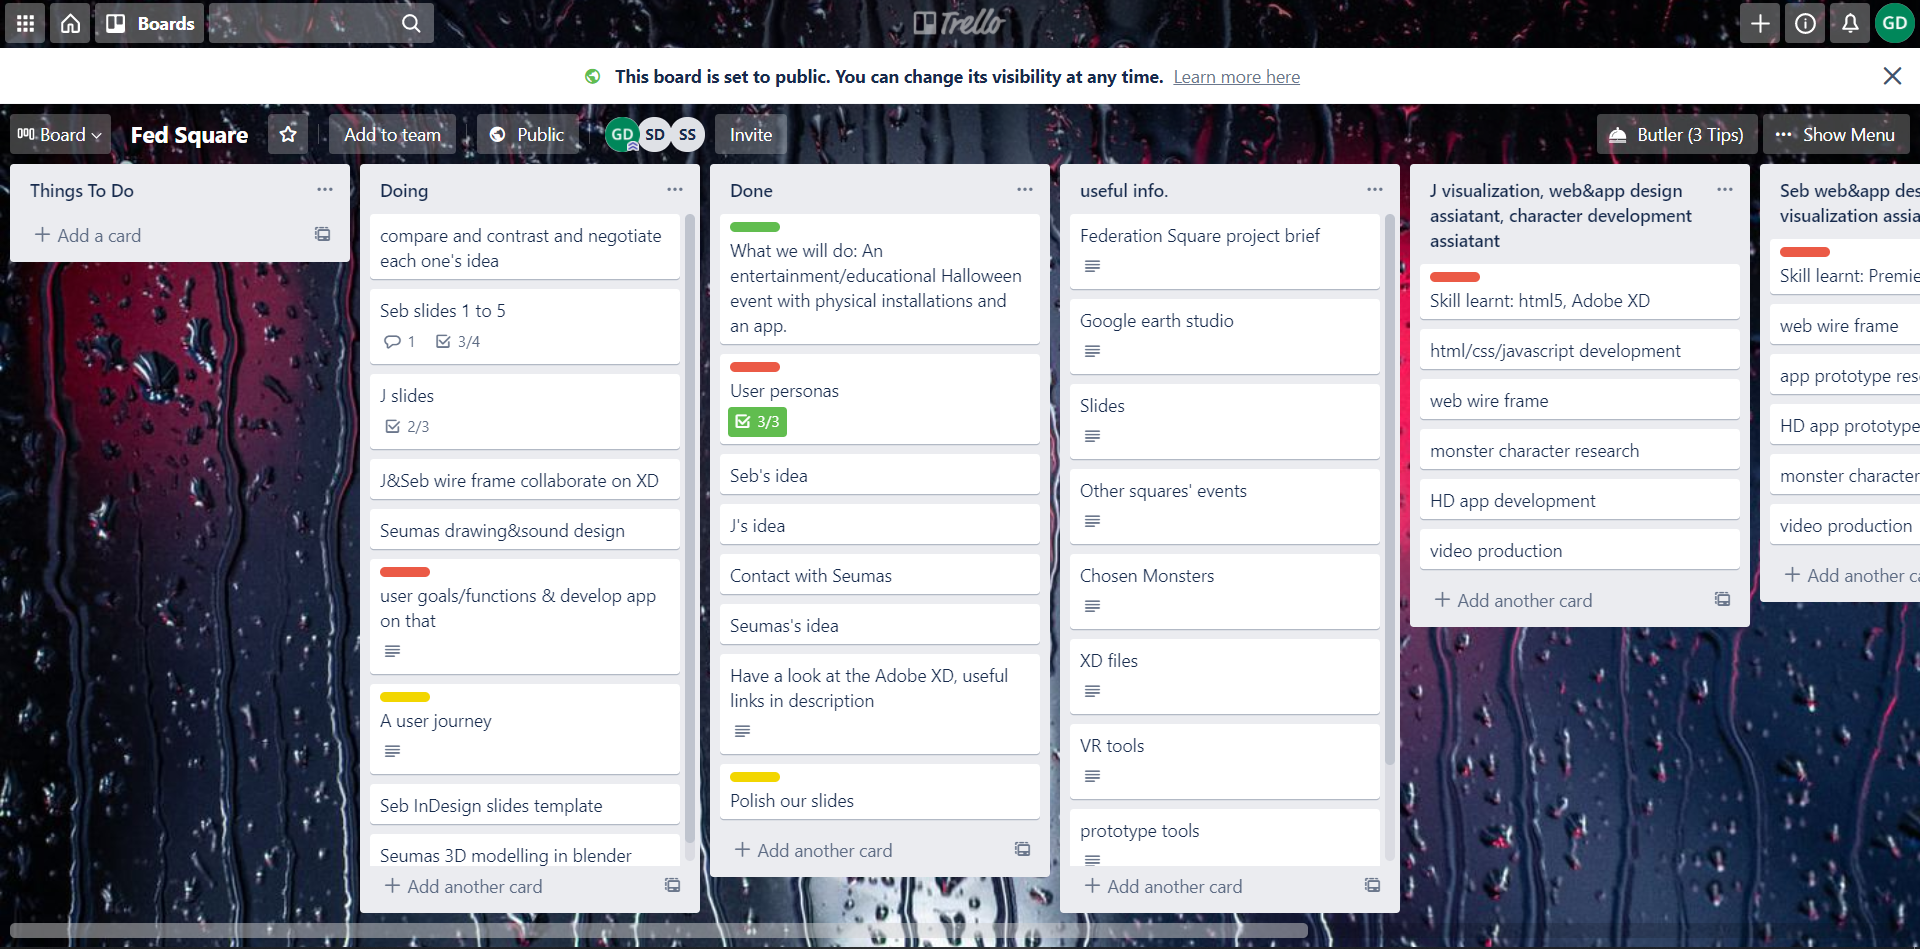 Boards
Trello
GD
This board is set to public. You can change its visibility at any time. Learn more here
Board
Fed Square
Add to team
Public
GD
SD
SS
Invite
Butler (3 Tips)
Show Menu
Things To Do
Add a card
Doing
compare and contrast and negotiate
each one's idea
Seb slides 1 to 5
1
3/4
J slides
2/3
J&Seb wire frame collaborate on XD
Seumas drawing&sound design
user goals/functions & develop app
on that
A user journey
Seb InDesign slides template
Seumas 3D modelling in blender
Add another card
Done
What we will do: An
entertainment/educational Halloween
event with physical installations and
an app.
User personas
3/3
Seb's idea
J's idea
Contact with Seumas
Seumas's idea
Have a look at the Adobe XD, useful
links in description
Polish our slides
Add another card
useful info.
Federation Square project brief
Google earth studio
Slides
Other squares' events
Chosen Monsters
XD files
VR tools
prototype tools
Add another card
J visualization, web&app design
assiatant, character development
assiatant
Skill learnt: html5, Adobe XD
html/css/javascript development
web wire frame
monster character research
HD app development
video production
Add another card
Seb web&app des
visualization assia
Skill learnt: Premie
web wire frame
app prototype res
HD app prototype
monster character
video production
Add another ca